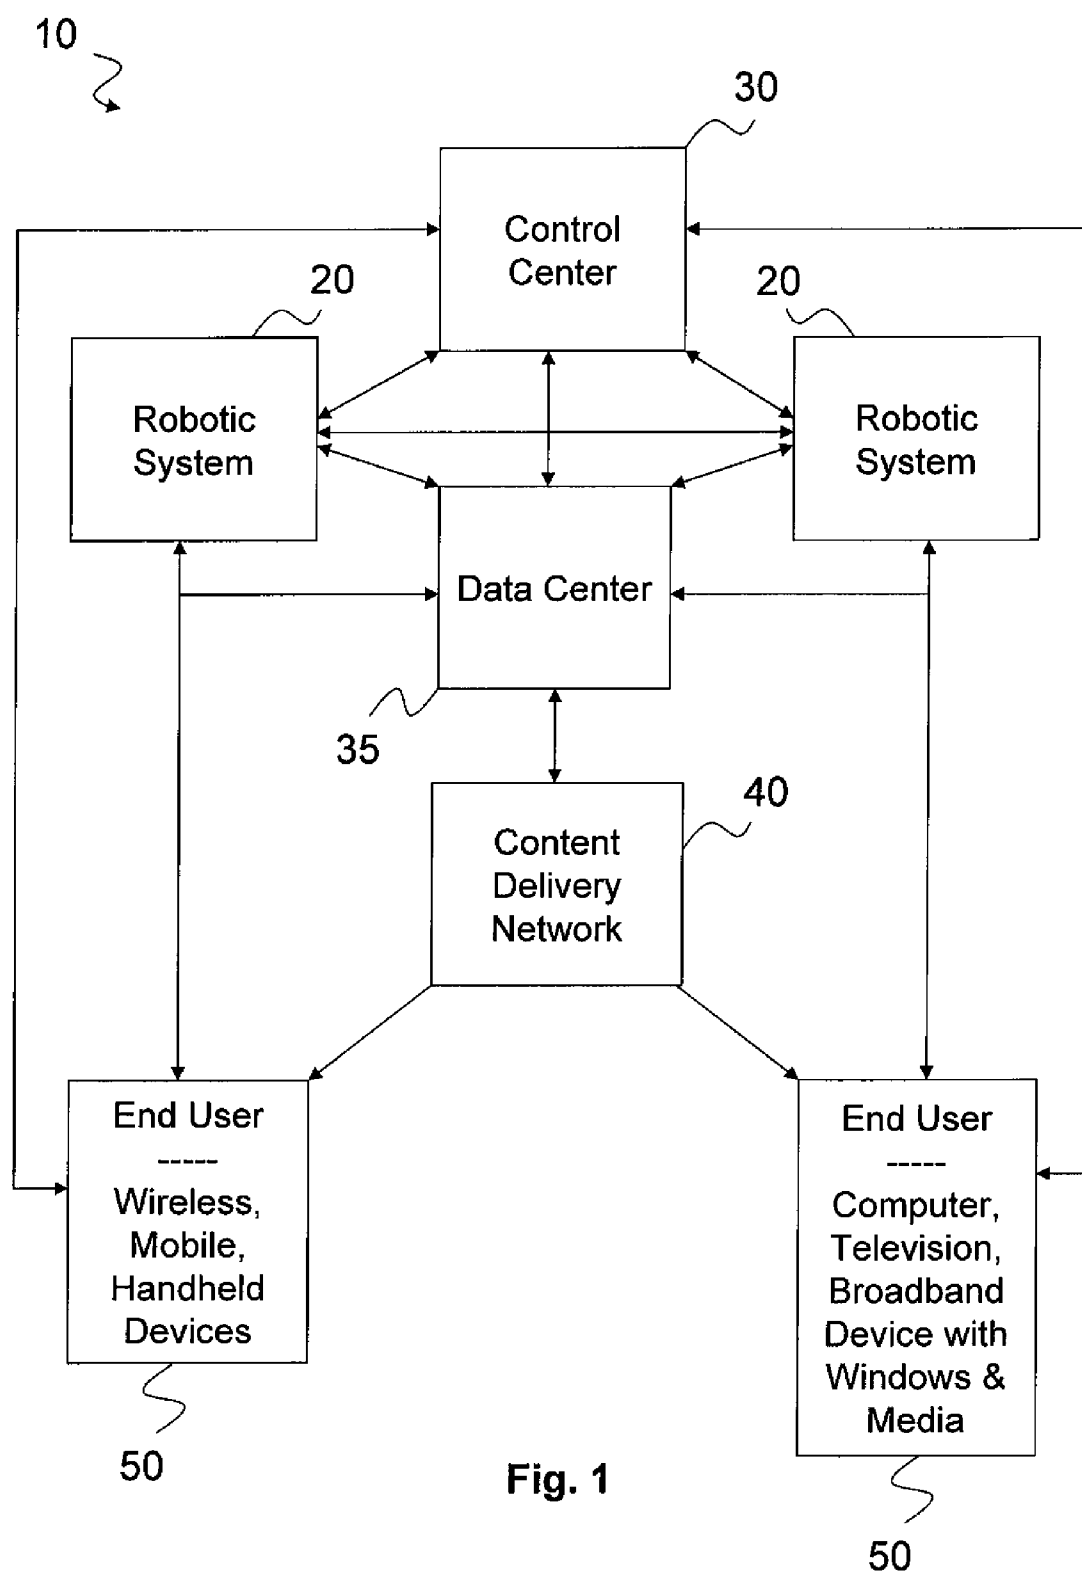 10
30
Control
Center
20
20
Robotic
System
Robotic
System
Data Center
35
40
Content
Delivery
Network
End User
-----
Wireless,
Mobile,
Handheld
Devices
End User
-----
Computer,
Television,
Broadband
Device with
Windows &
Media
50
Fig. 1
50